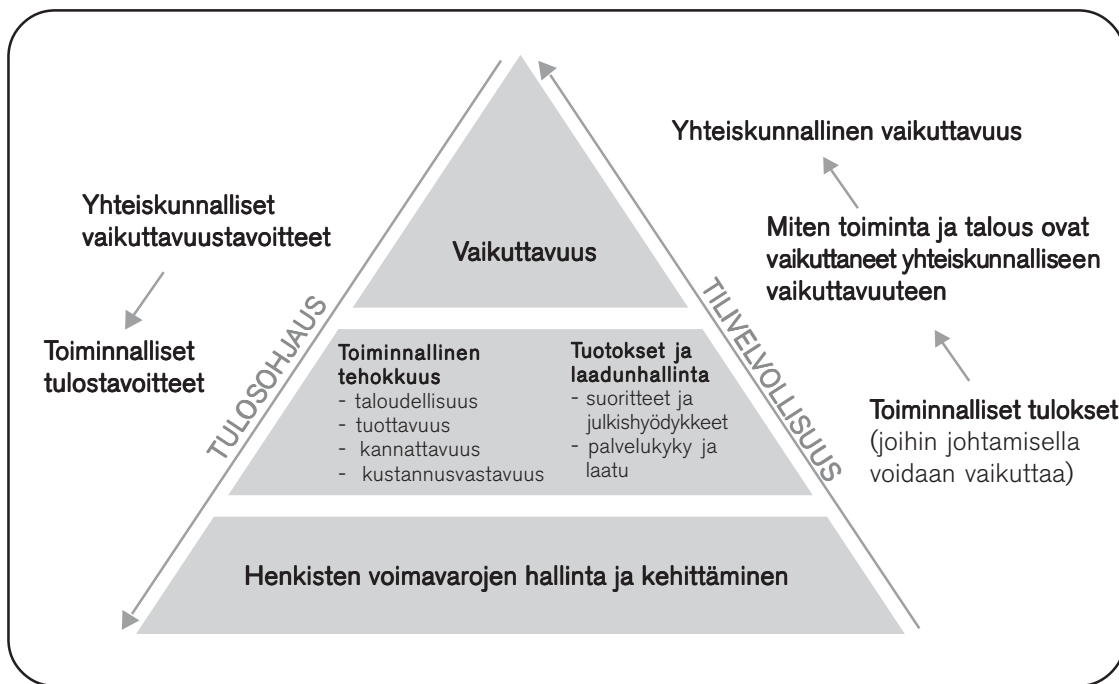 Yhteiskunnalliset
vaikuttavuustavoitteet
Toiminnalliset
tulostavoitteet
TULOSOHJAUS
Vaikuttavuus
Toiminnallinen
tehokkuus
- taloudellisuus
- tuottavuus
- kannattavuus
- kustannusvastavuus
Tuotokset ja
laadunhallinta
- suoritteet ja
julkishyödykkeet
- palvelukyky ja
laatu
Henkisten voimavarojen hallinta ja kehittäminen
TILIVELVOLLISUUS
Yhteiskunnallinen vaikuttavuus
Miten toiminta ja talous ovat
vaikuttaneet yhteiskunnalliseen
vaikuttavuuteen
Toiminnalliset tulokset
(joihin johtamisella
voidaan vaikuttaa)